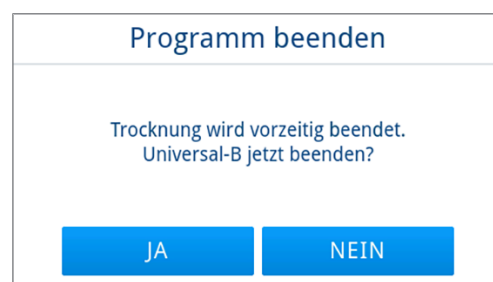 Programm beenden
Trocknung wird vorzeitig beendet.
Universal-B jetzt beenden?
JA NEIN